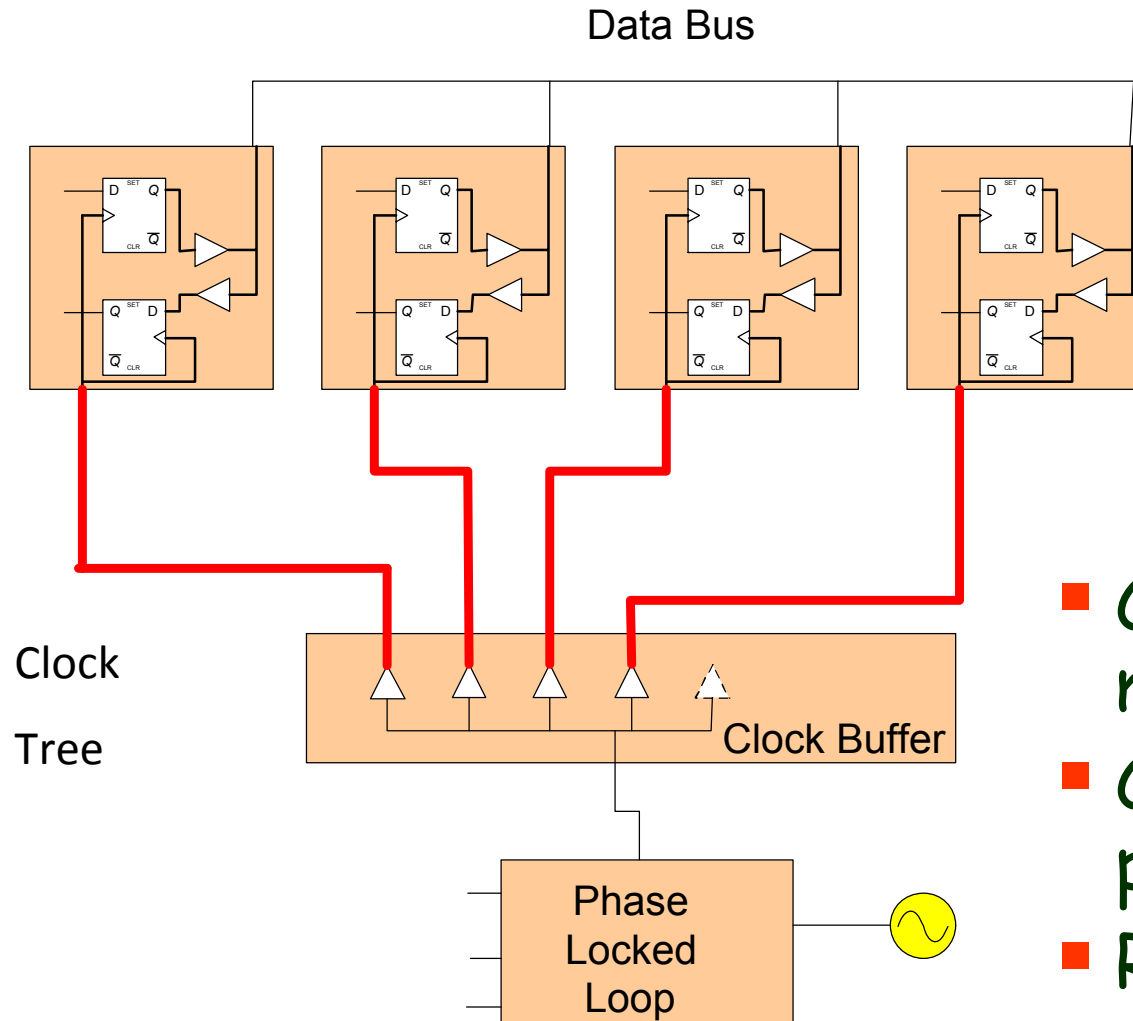 Data Bus
D SET Q
CLR Q
Q SET D
Q CLR
D SET Q
CLR Q
Q SET D
Q CLR
D SET Q
CLR Q
Q SET D
Q CLR
D SET Q
CLR Q
Q SET D
Q CLR
Clock
Tree
Clock Buffer
Phase
Locked
Loop